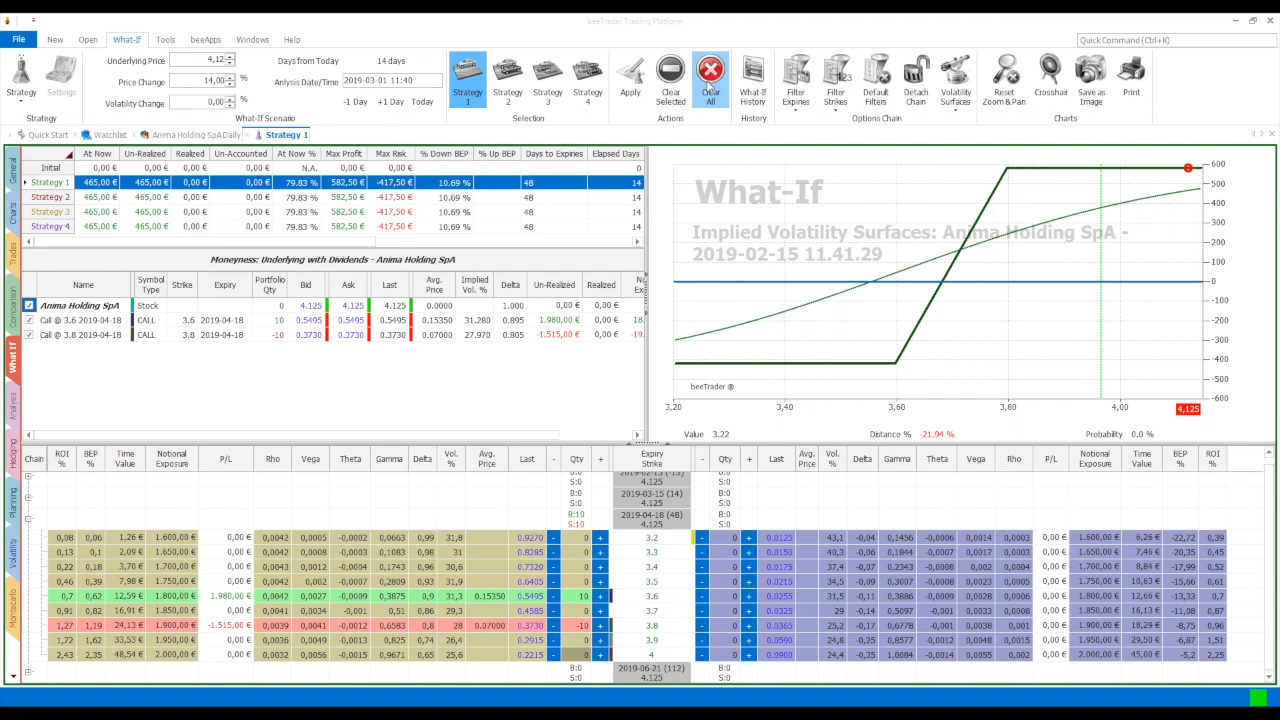 beeTrader Trading Platform
File New Open What-If Tools beeApps Windows Help Quick Command (Ctrl+K)
Strategy Settings
Underlying Price 4,12 Days from Today 14 days
Price Change 14,00 % Anlysis Date/Time 2019-03-01 11:40
Volatility Change 0,00 % -1 Day +1 Day Today
Strategy 1 Strategy 2 Strategy 3 Strategy 4 Apply Clear Selected Clear All What-If History Filter Expiries Filter Strikes Default Filters Detach Chain Volatility Surfaces Reset Zoom & Pan Crosshair Save as Image Print
Strategy What-If Scenario Selection Actions History Options Chain Charts
Quick Start Watchlist Anima Holding SpA Daily Strategy 1
General
Charts
Trades
Comparison
What If
Analysis
Hedging
Planning
Volatility
Montecarlo
At Now Un-Realized Realized Un-Accounted At Now % Max Profit Max Risk % Down BEP % Up BEP Days to Expires Elapsed Days
Initial 0,00 € 0,00 € 0,00 € 0,00 € N.A. 0,00 € 0,00 € 0
Strategy 1 465,00 € 465,00 € 0,00 € 0,00 € 79.83 % 582,50 € -417,50 € 10.69 % 48 14
Strategy 2 465,00 € 465,00 € 0,00 € 0,00 € 79.83 % 582,50 € -417,50 € 10.69 % 48 14
Strategy 3 465,00 € 465,00 € 0,00 € 0,00 € 79.83 % 582,50 € -417,50 € 10.69 % 48 14
Strategy 4 465,00 € 465,00 € 0,00 € 0,00 € 79.83 % 582,50 € -417,50 € 10.69 % 48 14
Moneyness: Underlying with Dividends - Anima Holding SpA
Name Symbol Type Strike Expiry Portfolio Qty Bid Ask Last Avg. Price Implied Vol. % Delta Un-Realized Realized
Anima Holding SpA Stock 0 4.125 4.125 4.125 0.0000 1.000 0,00 € 0,00 €
Call @ 3.6 2019-04-18 CALL 3.6 2019-04-18 10 0.5495 0.5495 0.5495 0.15350 31.280 0.895 1.980,00 € 0,00 € 18.
Call @ 3.8 2019-04-18 CALL 3.8 2019-04-18 -10 0.3730 0.3730 0.3730 0.07000 27.970 0.805 -1.515,00 € 0,00 € -19.
What-If
Implied Volatility Surfaces: Anima Holding SpA -
2019-02-15 11.41.29
600
500
400
300
200
100
0
-100
-200
-300
-400
-500
-600
beeTrader ®
3,20 3,40 3,60 3,80 4,00 4,125
Value 3.22 Distance % -21.94 % Probability 0.0 %
Chain ROI % BEP % Time Value Notional Exposure P/L Rho Vega Theta Gamma Delta Vol. % Avg. Price Last - Qty + Expiry Strike - Qty + Last Avg. Price Vol. % Delta Gamma Theta Vega Rho P/L Notional Exposure Time Value BEP % ROI %
S:0 4.125 S:0
B:0 2019-03-15 (14) B:0
S:0 4.125 S:0
B:10 2019-04-18 (48) B:0
S:10 4.125 S:0
0,08 0,06 1,26 € 1.600,00 € 0,00 € 0,0042 0,0005 -0,0002 0,0663 0,99 31,8 0.9270 - 0 + 3.2 - 0 + 0.0125 43,1 -0,04 0,1456 -0,0006 0,0014 0,0003 0,00 € 1.600,00 € 6,26 € -22,72 0,39
0,13 0,1 2,09 € 1.650,00 € 0,00 € 0,0042 0,0008 -0,0003 0,1083 0,98 31 0.8285 - 0 + 3.3 - 0 + 0.0150 40,3 -0,06 0,1844 -0,0007 0,0017 0,0003 0,00 € 1.650,00 € 7,46 € -20,35 0,45
0,22 0,18 3,70 € 1.700,00 € 0,00 € 0,0042 0,0012 -0,0004 0,1743 0,96 30,6 0.7320 - 0 + 3.4 - 0 + 0.0175 37,4 -0,07 0,2343 -0,0008 0,002 0,0004 0,00 € 1.700,00 € 8,84 € -17,99 0,52
0,46 0,39 7,98 € 1.750,00 € 0,00 € 0,0042 0,002 -0,0007 0,2809 0,93 31,9 0.6405 - 0 + 3.5 - 0 + 0.0215 34,5 -0,09 0,3007 -0,0008 0,0023 0,0005 0,00 € 1.750,00 € 10,63 € -15,66 0,61
0,7 0,62 12,59 € 1.800,00 € 1.980,00 € 0,0042 0,0027 -0,0009 0,3875 0,9 31,3 0.15350 0.5495 - 10 + 3.6 - 0 + 0.0255 31,5 -0,11 0,3886 -0,0009 0,0028 0,0006 0,00 € 1.800,00 € 12,66 € -13,33 0,7
0,91 0,82 16,91 € 1.850,00 € 0,00 € 0,0041 0,0034 -0,001 0,51 0,86 29,3 0.4585 - 0 + 3.7 - 0 + 0.0325 29 -0,14 0,5097 -0,001 0,0033 0,0008 0,00 € 1.850,00 € 16,13 € -11,08 0,87
1,27 1,19 24,13 € 1.900,00 € -1.515,00 € 0,0039 0,0041 -0,0012 0,6583 0,8 28 0.07000 0.3730 - -10 + 3.8 - 0 + 0.0365 25,2 -0,17 0,6778 -0,001 0,0038 0,001 0,00 € 1.900,00 € 18,29 € -8,75 0,96
1,72 1,62 33,53 € 1.950,00 € 0,00 € 0,0036 0,0049 -0,0013 0,825 0,74 26,4 0.2915 - 0 + 3.9 - 0 + 0.0590 24,8 -0,25 0,8577 -0,0012 0,0048 0,0014 0,00 € 1.950,00 € 29,50 € -6,87 1,51
2,43 2,35 48,54 € 2.000,00 € 0,00 € 0,0032 0,0056 -0,0015 0,9671 0,65 25,6 0.2215 - 0 + 4 - 0 + 0.0900 24,4 -0,35 1,0084 -0,0014 0,0055 0,002 0,00 € 2.000,00 € 45,00 € -5,2 2,25
B:0 2019-06-21 (112) B:0
S:0 4.125 S:0